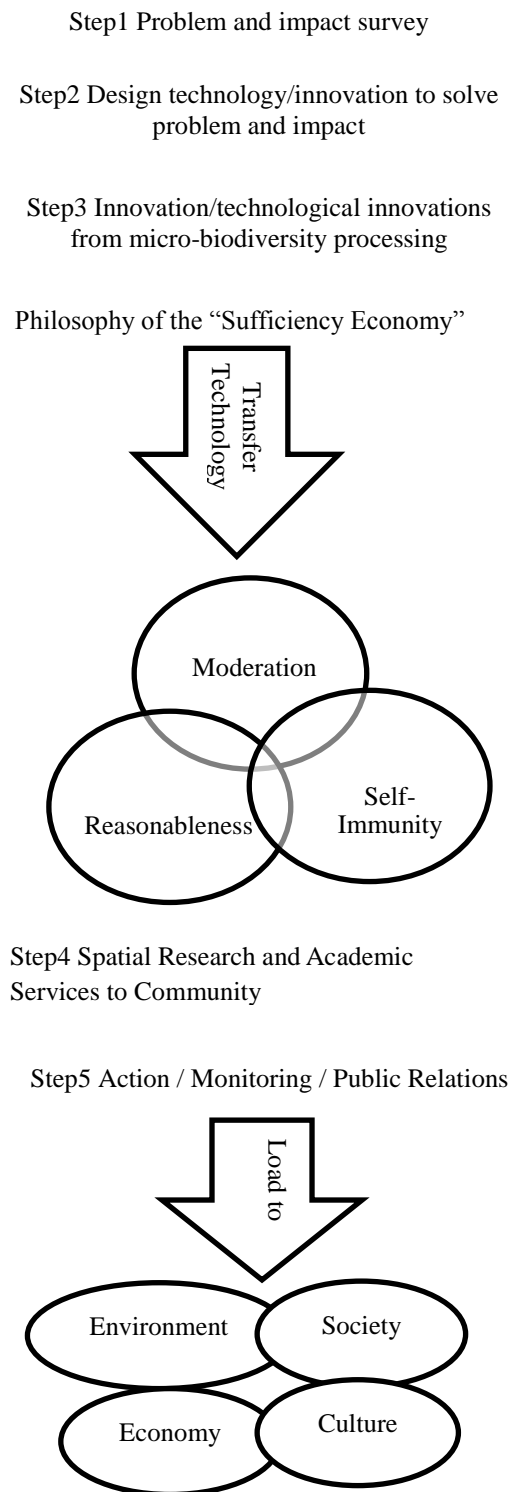 Step1 Problem and impact survey
Step2 Design technology/innovation to solve
problem and impact
Step3 Innovation/technological innovations
from micro-biodiversity processing
Philosophy of the “Sufficiency Economy”
Transfer
Technology
Moderation
Reasonableness
Self-
Immunity
Step4 Spatial Research and Academic
Services to Community
Step5 Action / Monitoring / Public Relations
Load to
Environment
Society
Economy
Culture